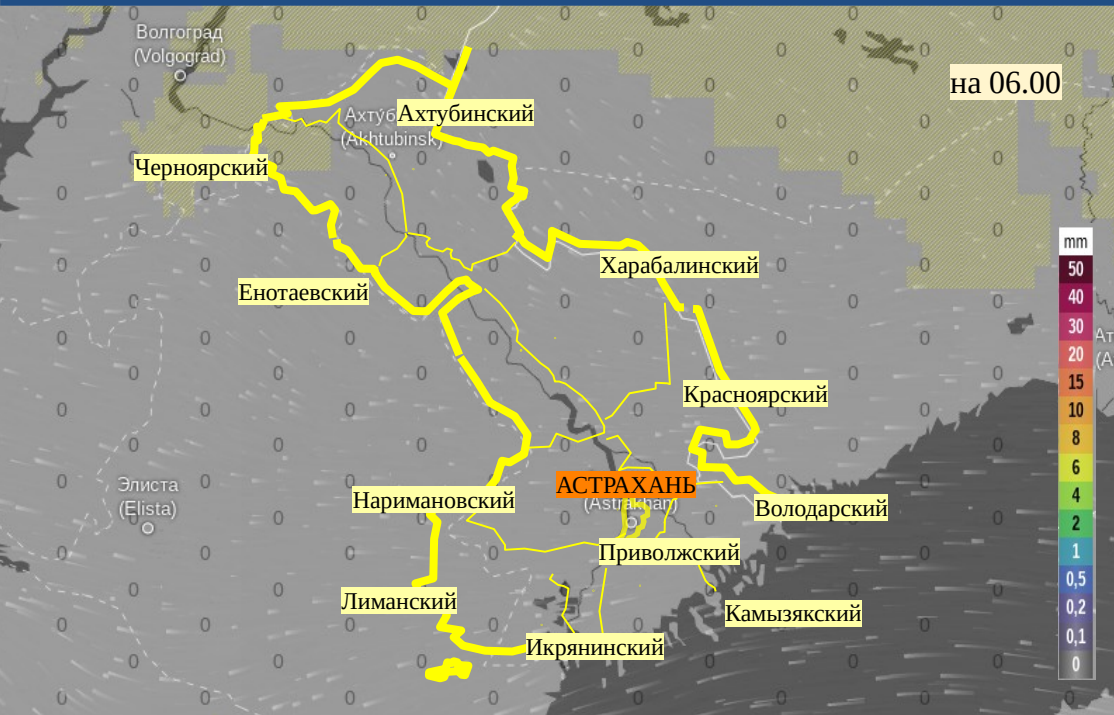 Волгоград
(Volgograd)
на 06.00
Ахтуб
Ахтубинский
(Akhtubinsk)
Черноярский
mm
50
40
30
20
15
10
8
6
4
2
1
0,5
0,2
0,1
0
Харабалинский
Енотаевский
Ат
(А
Красноярский
Элиста
(Elista)
АСТРАХАНЬ
(Astrakhan)
Наримановский
Володарский
Приволжский
Лиманский
Камызякский
Икрянинский